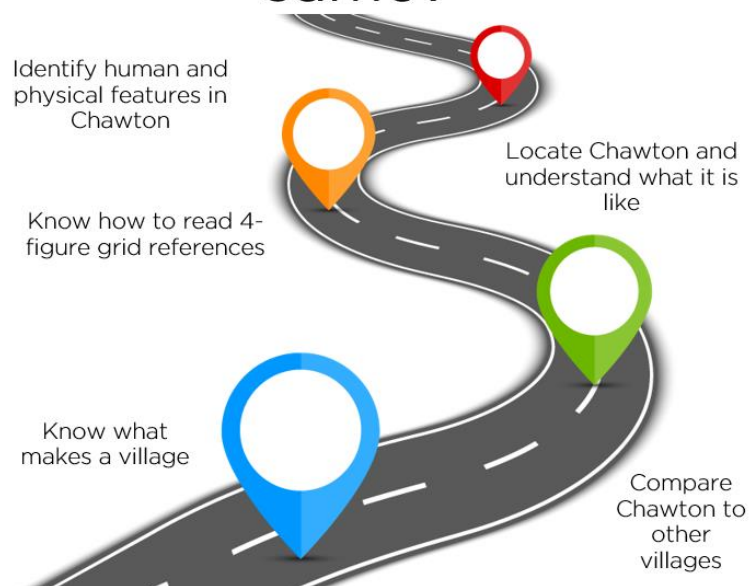 Identify human and
physical features in
Chawton
Locate Chawton and
understand what it is
like
Know how to read 4-
figure grid references
Know what
makes a village
Compare
Chawton to
other
villages